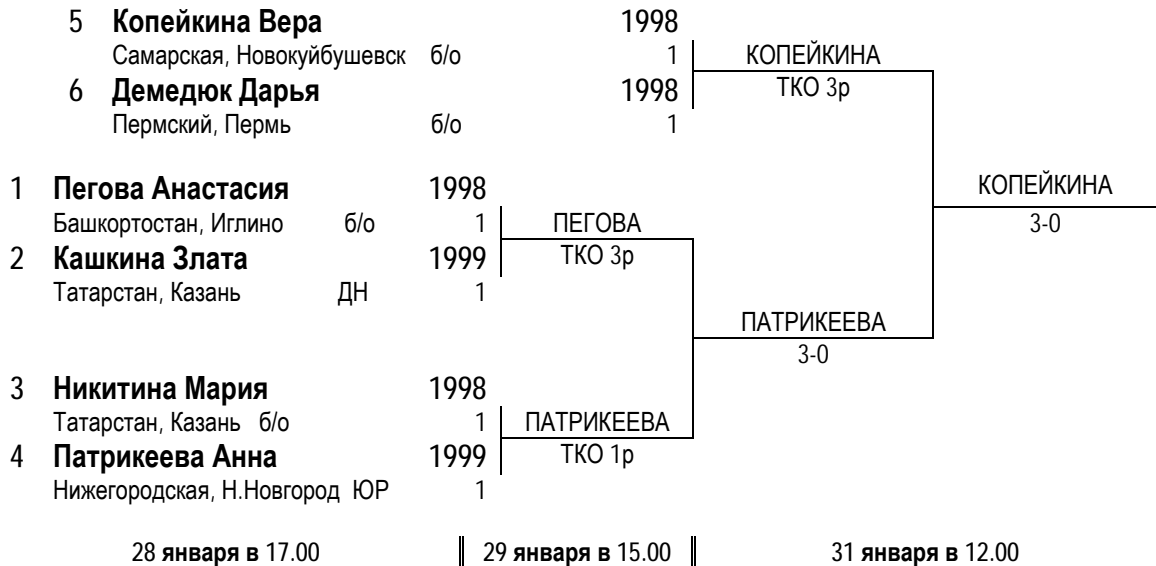 5 Копейкина Вера 1998
Самарская, Новокуйбушевск б/о 1 КОПЕЙКИНА
6 Демедюк Дарья 1998 ТКО 3р
Пермский, Пермь б/о 1
1 Пегова Анастасия 1998 КОПЕЙКИНА
Башкортостан, Иглино б/о 1 ПЕГОВА 3-0
2 Кашкина Злата 1999 ТКО 3р
Татарстан, Казань ДН 1
ПАТРИКЕЕВА
3-0
3 Никитина Мария 1998
Татарстан, Казань б/о 1 ПАТРИКЕЕВА
4 Патрикеева Анна 1999 ТКО 1р
Нижегородская, Н.Новгород ЮР 1
28 января в 17.00 29 января в 15.00 31 января в 12.00